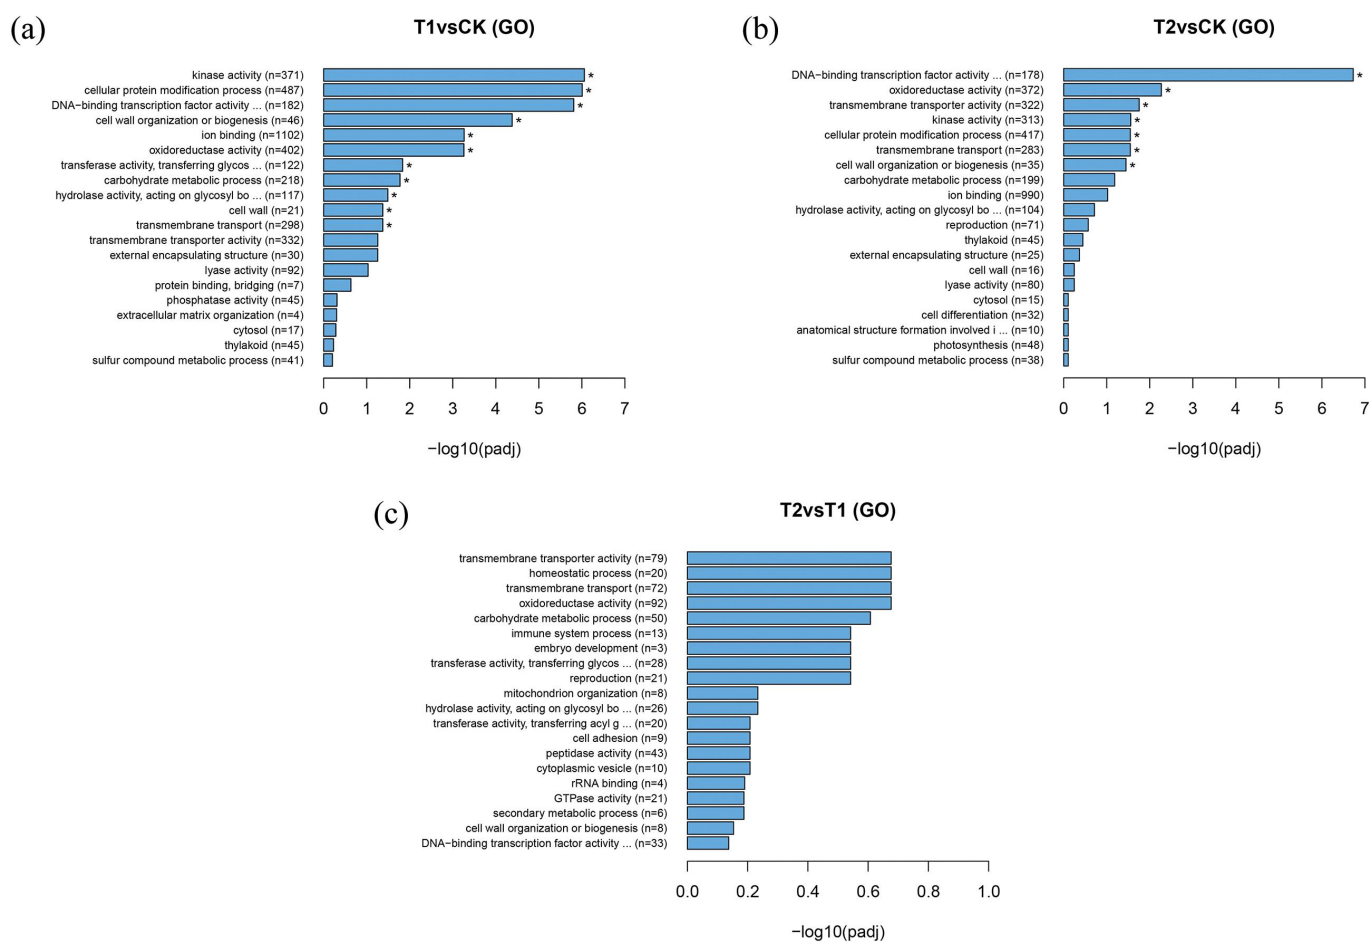 (a)
T1vsCK (GO)
kinase activity (n=371)
*
cellular protein modification process (n=487)
*
DNA−binding transcription factor activity ... (n=182)
*
cell wall organization or biogenesis (n=46)
*
ion binding (n=1102)
*
oxidoreductase activity (n=402)
*
transferase activity, transferring glycos ... (n=122)
*
carbohydrate metabolic process (n=218)
*
hydrolase activity, acting on glycosyl bo ... (n=117)
*
cell wall (n=21)
*
transmembrane transport (n=298)
*
transmembrane transporter activity (n=332)
external encapsulating structure (n=30)
lyase activity (n=92)
protein binding, bridging (n=7)
phosphatase activity (n=45)
extracellular matrix organization (n=4)
cytosol (n=17)
thylakoid (n=45)
sulfur compound metabolic process (n=41)
0 1 2 3 4 5 6 7
−log10(padj)
(b)
T2vsCK (GO)
DNA−binding transcription factor activity ... (n=178)
*
oxidoreductase activity (n=372)
*
transmembrane transporter activity (n=322)
*
kinase activity (n=313)
*
cellular protein modification process (n=417)
*
transmembrane transport (n=283)
*
cell wall organization or biogenesis (n=35)
*
carbohydrate metabolic process (n=199)
ion binding (n=990)
hydrolase activity, acting on glycosyl bo ... (n=104)
reproduction (n=71)
thylakoid (n=45)
external encapsulating structure (n=25)
cell wall (n=16)
lyase activity (n=80)
cytosol (n=15)
cell differentiation (n=32)
anatomical structure formation involved i ... (n=10)
photosynthesis (n=48)
sulfur compound metabolic process (n=38)
0 1 2 3 4 5 6 7
−log10(padj)
(c)
T2vsT1 (GO)
transmembrane transporter activity (n=79)
homeostatic process (n=20)
transmembrane transport (n=72)
oxidoreductase activity (n=92)
carbohydrate metabolic process (n=50)
immune system process (n=13)
embryo development (n=3)
transferase activity, transferring glycos ... (n=28)
reproduction (n=21)
mitochondrion organization (n=8)
hydrolase activity, acting on glycosyl bo ... (n=26)
transferase activity, transferring acyl g ... (n=20)
cell adhesion (n=9)
peptidase activity (n=43)
cytoplasmic vesicle (n=10)
rRNA binding (n=4)
GTPase activity (n=21)
secondary metabolic process (n=6)
cell wall organization or biogenesis (n=8)
DNA−binding transcription factor activity ... (n=33)
0.0 0.2 0.4 0.6 0.8 1.0
−log10(padj)